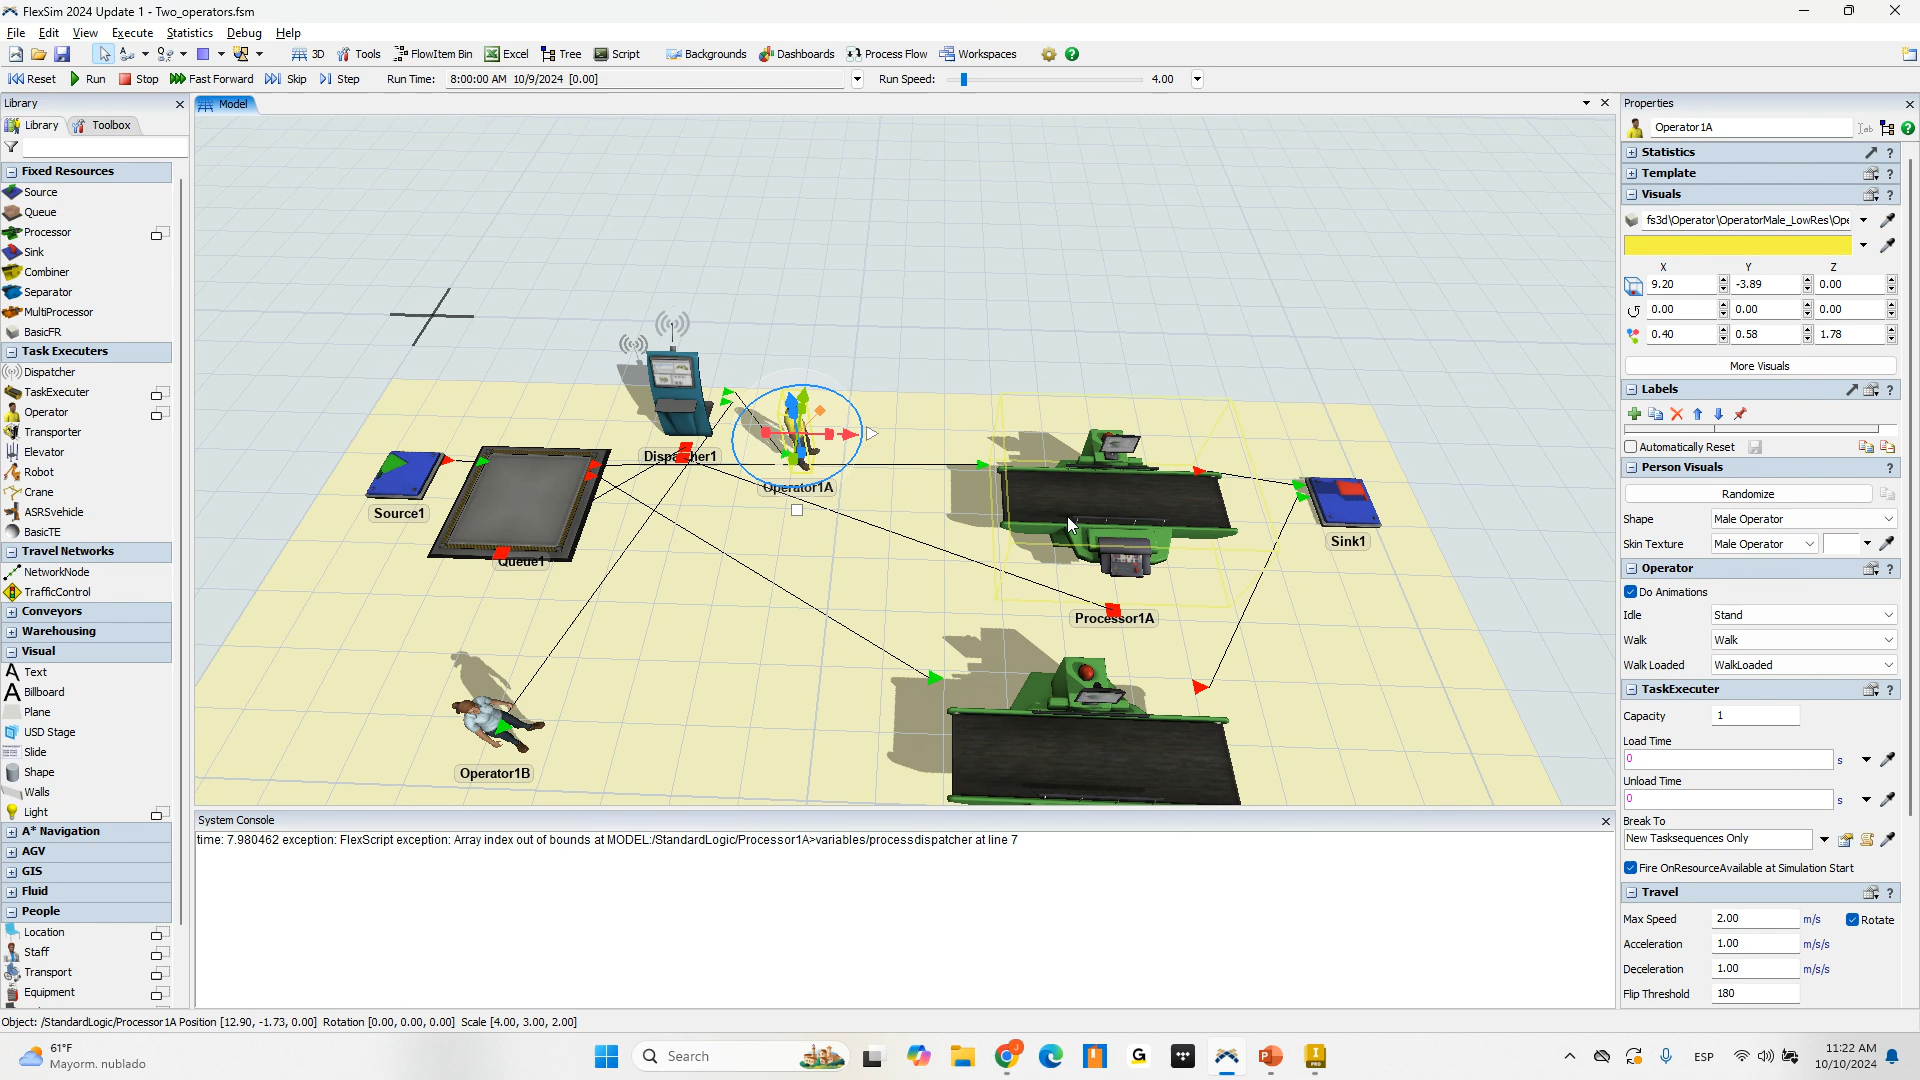 FlexSim 2024 Update 1 - Two_operators.fsm
File Edit View Execute Statistics Debug Help
3D Tools FlowItem Bin Excel Tree Script Backgrounds Dashboards Process Flow Workspaces
Reset Run Stop Fast Forward Skip Step Run Time: 8:00:00 AM 10/9/2024 [0.00] Run Speed: 4.00
Library
Library Toolbox
Fixed Resources
Source
Queue
Processor
Sink
Combiner
Separator
MultiProcessor
BasicFR
Task Executers
Dispatcher
TaskExecuter
Operator
Transporter
Elevator
Robot
Crane
ASRSvehicle
BasicTE
Travel Networks
NetworkNode
TrafficControl
Conveyors
Warehousing
Visual
Text
Billboard
Plane
USD Stage
Slide
Shape
Walls
Light
A* Navigation
AGV
GIS
Fluid
People
Location
Staff
Transport
Equipment
Model
Dispatcher1
Operator1A
Source1
Queue1
Sink1
Processor1A
Operator1B
System Console
time: 7.980462 exception: FlexScript exception: Array index out of bounds at MODEL:/StandardLogic/Processor1A>variables/processdispatcher at line 7
Properties
Operator1A
Statistics
Template
Visuals
fs3d\Operator\OperatorMale_LowRes\Ope
X Y Z
9.20 -3.89 0.00
0.00 0.00 0.00
0.40 0.58 1.78
More Visuals
Labels
Automatically Reset
Person Visuals
Randomize
Shape Male Operator
Skin Texture Male Operator
Operator
Do Animations
Idle Stand
Walk Walk
Walk Loaded WalkLoaded
TaskExecuter
Capacity 1
Load Time
0 s
Unload Time
0 s
Break To
New Tasksequences Only
Fire OnResourceAvailable at Simulation Start
Travel
Max Speed 2.00 m/s Rotate
Acceleration 1.00 m/s/s
Deceleration 1.00 m/s/s
Flip Threshold 180
Object: /StandardLogic/Processor1A Position [12.90, -1.73, 0.00] Rotation [0.00, 0.00, 0.00] Scale [4.00, 3.00, 2.00]
61°F
Mayorm. nublado
Search
ESP
11:22 AM
10/10/2024